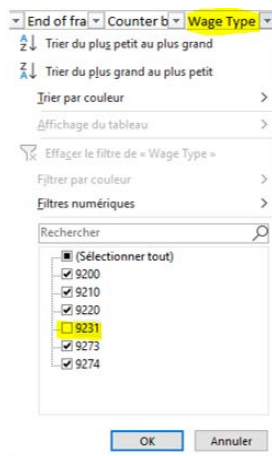 End of fra Counter b Wage Type
Trier du plus petit au plus grand
Trier du plus grand au plus petit
Trier par couleur
Affichage du tableau
Effacer le filtre de « Wage Type »
Filtrer par couleur
Filtres numériques
Rechercher
(Sélectionner tout)
9200
9210
9220
9231
9273
9274
OK Annuler